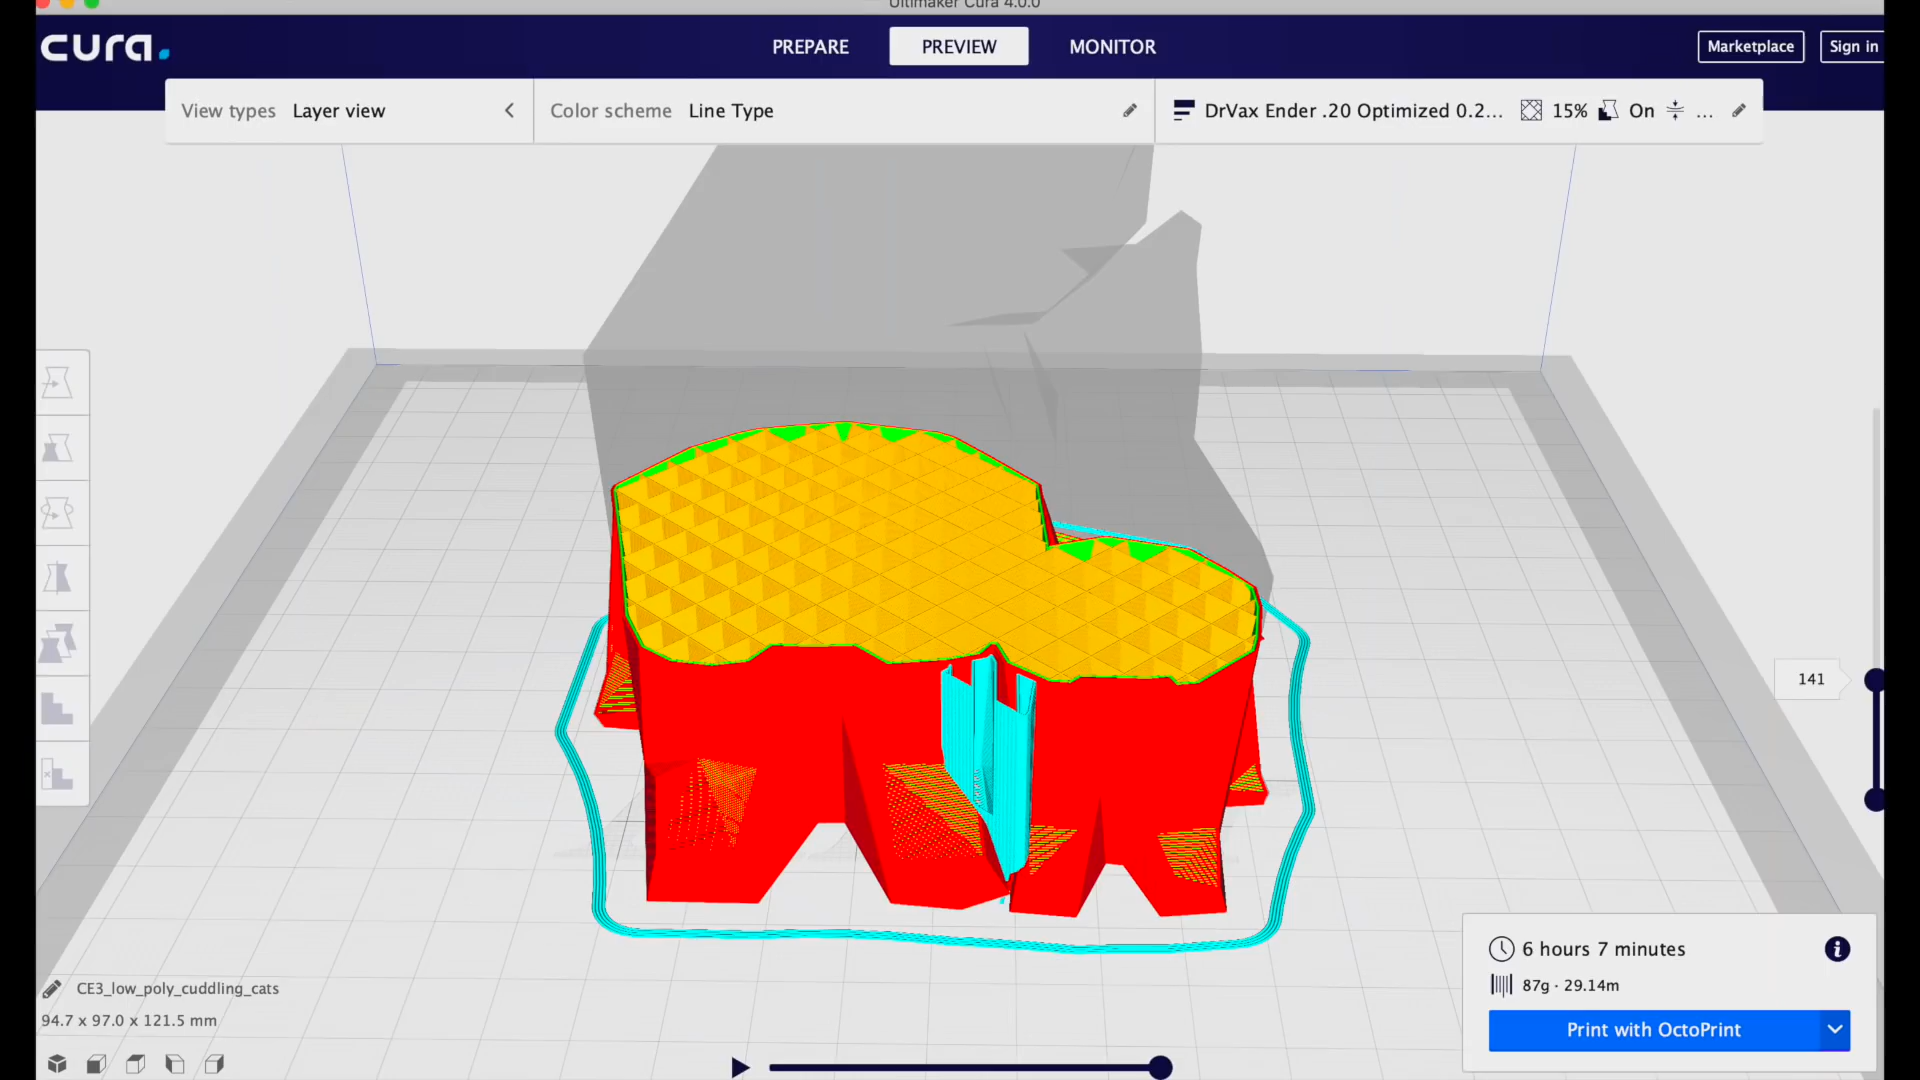 Ultimaker Cura 4.0.0
cura.
PREPARE
PREVIEW
MONITOR
Marketplace
Sign in
View types Layer view
Color scheme Line Type
DrVax Ender .20 Optimized 0.2... 15% On ...
141
6 hours 7 minutes
87g · 29.14m
Print with OctoPrint
CE3_low_poly_cuddling_cats
94.7 x 97.0 x 121.5 mm